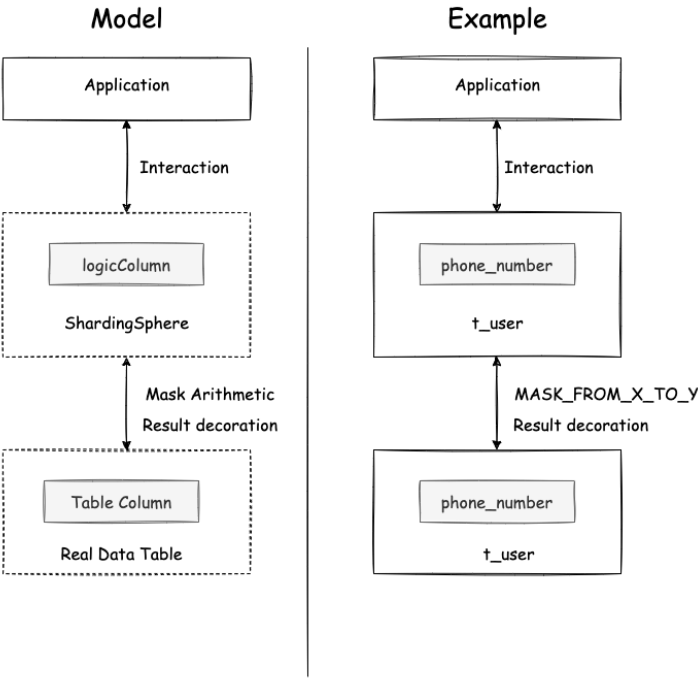 Model
Application
Interaction
logicColumn
ShardingSphere
Mask Arithmetic
Result decoration
Table Column
Real Data Table
Example
Application
Interaction
phone_number
t_user
MASK_FROM_X_TO_Y
Result decoration
phone_number
t_user